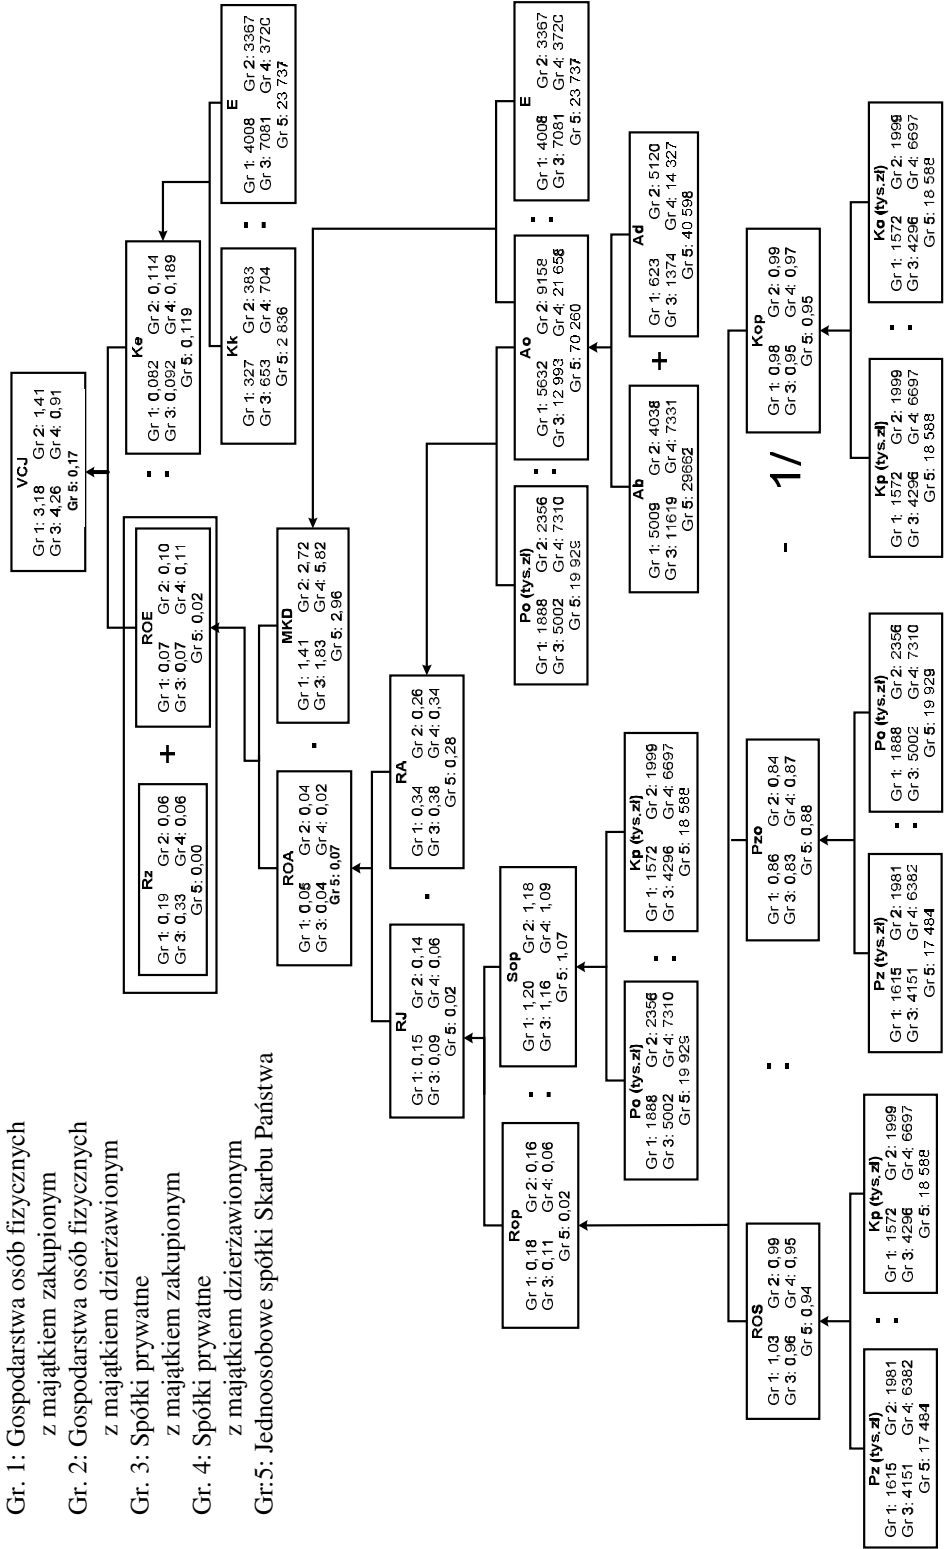 Gr. 1: Gospodarstwa osób fizycznych
z majątkiem zakupionym
Gr. 2: Gospodarstwa osób fizycznych
z majątkiem dzierżawionym
Gr. 3: Spółki prywatne
z majątkiem zakupionym
Gr. 4: Spółki prywatne
z majątkiem dzierżawionym
Gr:5: Jednoosobowe spółki Skarbu Państwa
VCJ
Gr 1: 3,18 Gr 2: 1,41
Gr 3: 4,26 Gr 4: 0,91
Gr 5: 0,17
Rz
Gr 1: 0,19 Gr 2: 0,06
Gr 3: 0,33 Gr 4: 0,06
Gr 5: 0,00
+
ROE
Gr 1: 0,07 Gr 2: 0,10
Gr 3: 0,07 Gr 4: 0,11
Gr 5: 0,02
:
Ke
Gr 1: 0,082 Gr 2: 0,114
Gr 3: 0,092 Gr 4: 0,189
Gr 5: 0,119
Kk
Gr 1: 327 Gr 2: 383
Gr 3: 653 Gr 4: 704
Gr 5: 2 836
:
E
Gr 1: 4008 Gr 2: 3367
Gr 3: 7081 Gr 4: 3720
Gr 5: 23 737
ROA
Gr 1: 0,05 Gr 2: 0,04
Gr 3: 0,04 Gr 4: 0,02
Gr 5: 0,07
·
MKD
Gr 1: 1,41 Gr 2: 2,72
Gr 3: 1,83 Gr 4: 5,82
Gr 5: 2,96
RJ
Gr 1: 0,15 Gr 2: 0,14
Gr 3: 0,09 Gr 4: 0,06
Gr 5: 0,02
·
RA
Gr 1: 0,34 Gr 2: 0,26
Gr 3: 0,38 Gr 4: 0,34
Gr 5: 0,28
Rop
Gr 1: 0,18 Gr 2: 0,16
Gr 3: 0,11 Gr 4: 0,06
Gr 5: 0,02
:
Sop
Gr 1: 1,20 Gr 2: 1,18
Gr 3: 1,16 Gr 4: 1,09
Gr 5: 1,07
Po (tys.zł)
Gr 1: 1888 Gr 2: 2356
Gr 3: 5002 Gr 4: 7310
Gr 5: 19 929
:
Ao
Gr 1: 5632 Gr 2: 9158
Gr 3: 12 993 Gr 4: 21 658
Gr 5: 70 260
:
E
Gr 1: 4008 Gr 2: 3367
Gr 3: 7081 Gr 4: 3720
Gr 5: 23 737
Po (tys.zł)
Gr 1: 1888 Gr 2: 2356
Gr 3: 5002 Gr 4: 7310
Gr 5: 19 929
:
Kp (tys.zł)
Gr 1: 1572 Gr 2: 1999
Gr 3: 4296 Gr 4: 6697
Gr 5: 18 588
Ab
Gr 1: 5009 Gr 2: 4038
Gr 3: 11619 Gr 4: 7331
Gr 5: 29662
+
Ad
Gr 1: 623 Gr 2: 5120
Gr 3: 1374 Gr 4: 14 327
Gr 5: 40 598
ROS
Gr 1: 1,03 Gr 2: 0,99
Gr 3: 0,96 Gr 4: 0,95
Gr 5: 0,94
:
Pzo
Gr 1: 0,86 Gr 2: 0,84
Gr 3: 0,83 Gr 4: 0,87
Gr 5: 0,88
- 1/
Kop
Gr 1: 0,98 Gr 2: 0,99
Gr 3: 0,95 Gr 4: 0,97
Gr 5: 0,95
Pz (tys.zł)
Gr 1: 1615 Gr 2: 1981
Gr 3: 4151 Gr 4: 6382
Gr 5: 17 484
:
Kp (tys,zł)
Gr 1: 1572 Gr 2: 1999
Gr 3: 4296 Gr 4: 6697
Gr 5: 18 588
Pz (tys.zł)
Gr 1: 1615 Gr 2: 1981
Gr 3: 4151 Gr 4: 6382
Gr 5: 17 484
:
Po (tys.zł)
Gr 1: 1888 Gr 2: 2356
Gr 3: 5002 Gr 4: 7310
Gr 5: 19 929
Kp (tys.zł)
Gr 1: 1572 Gr 2: 1999
Gr 3: 4296 Gr 4: 6697
Gr 5: 18 588
:
Ko (tys.zł)
Gr 1: 1572 Gr 2: 1999
Gr 3: 4296 Gr 4: 6697
Gr 5: 18 588